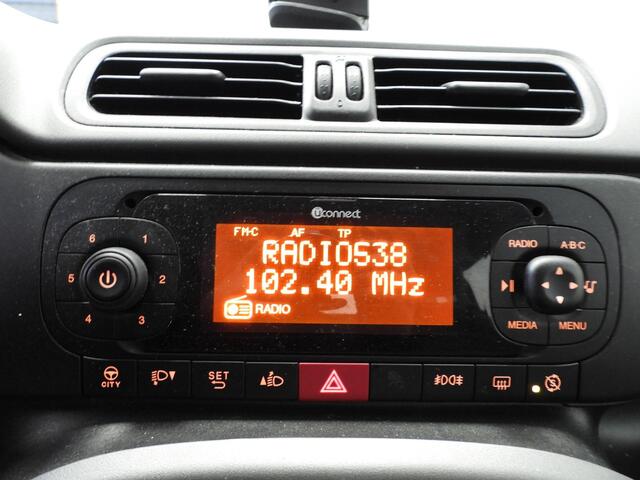 Uconnect
FM-C AF TP
RADIO38
102.40 MHz
RADIO
6 1
5 2
4 3
RADIO A·B·C
MEDIA MENU
CITY SET